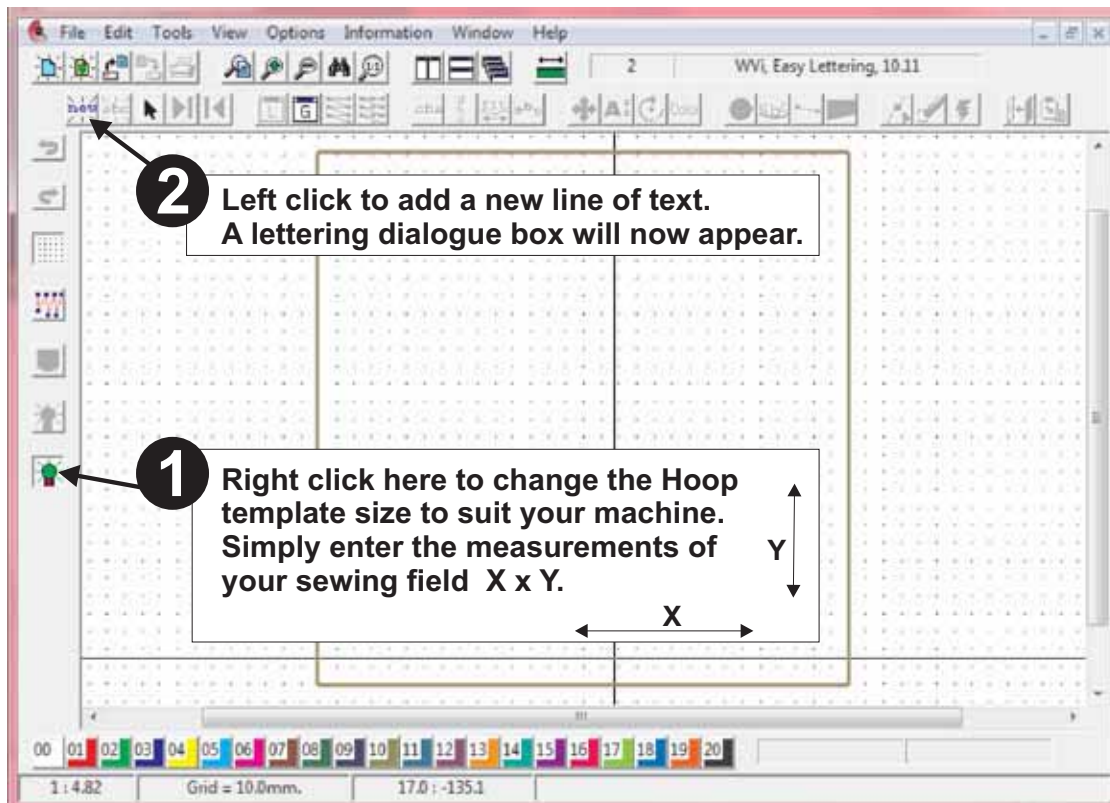 File Edit Tools View Options Information Window Help
2 WVi, Easy Lettering, 10.11
new abc
G
2
Left click to add a new line of text.
A lettering dialogue box will now appear.
1
Right click here to change the Hoop
template size to suit your machine.
Simply enter the measurements of
your sewing field X x Y.
Y
X
00 01 02 03 04 05 06 07 08 09 10 11 12 13 14 15 16 17 18 19 20
1 : 4.82 Grid = 10.0mm. 17.0 : -135.1